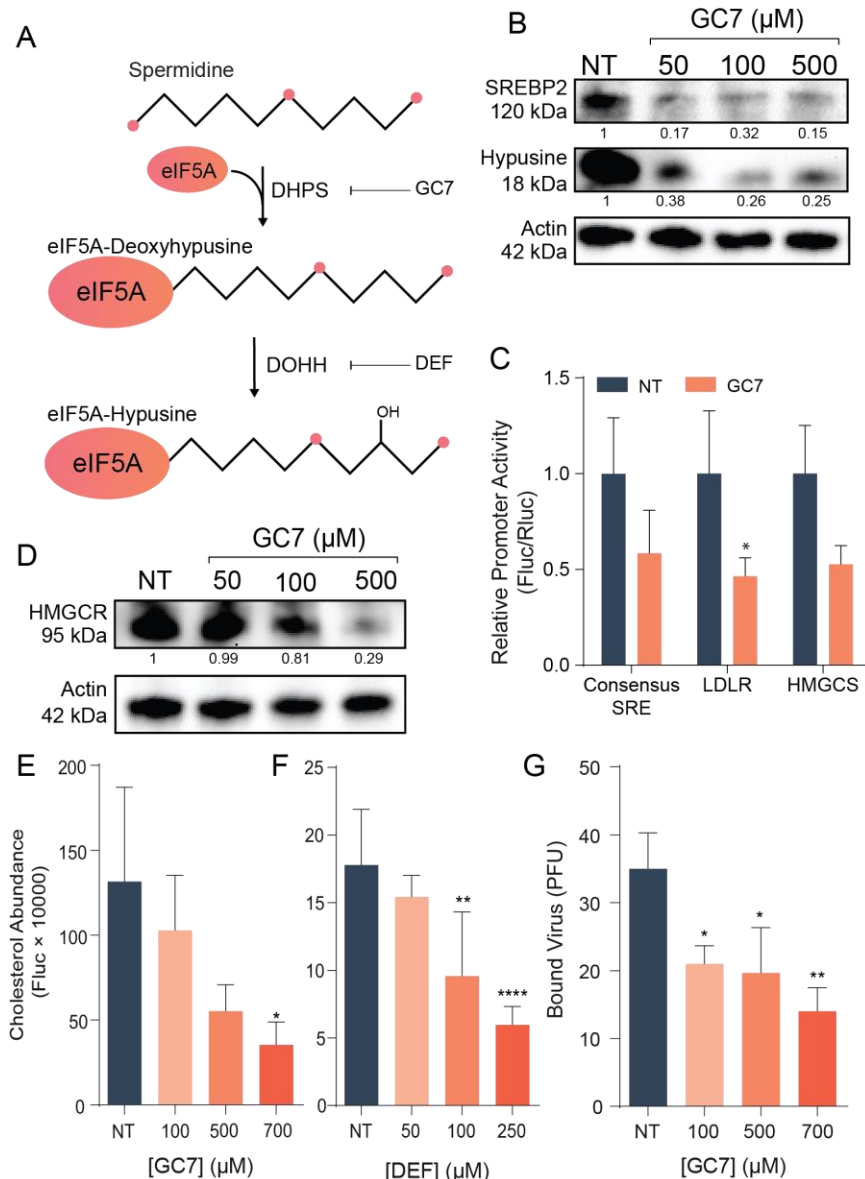 A
Spermidine
eIF5A
DHPS
GC7
eIF5A-Deoxyhypusine
eIF5A
DOHH
DEF
eIF5A-Hypusine
OH
eIF5A
B
GC7 (µM)
NT 50 100 500
SREBP2
120 kDa
1 0.17 0.32 0.15
Hypusine
18 kDa
1 0.38 0.26 0.25
Actin
42 kDa
C
NT GC7
Relative Promoter Activity
(Fluc/Rluc)
1.5
1.0
0.5
0.0
*
Consensus
SRE
LDLR
HMGCS
D
GC7 (µM)
NT 50 100 500
HMGCR
95 kDa
1 0.99 0.81 0.29
Actin
42 kDa
E
Cholesterol Abundance
(Fluc × 10000)
200
150
100
50
0
*
NT 100 500 700
[GC7] (µM)
F
25
20
15
10
5
0
**
****
NT 50 100 250
[DEF] (µM)
G
Bound Virus (PFU)
50
40
30
20
10
0
* * **
NT 100 500 700
[GC7] (µM)